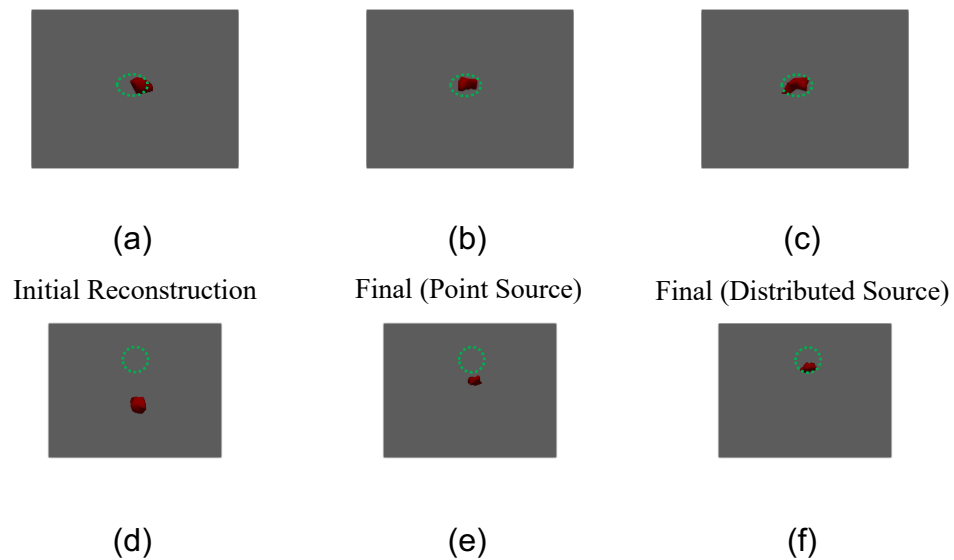 (a) (b) (c)
Initial Reconstruction Final (Point Source) Final (Distributed Source)
(d) (e) (f)